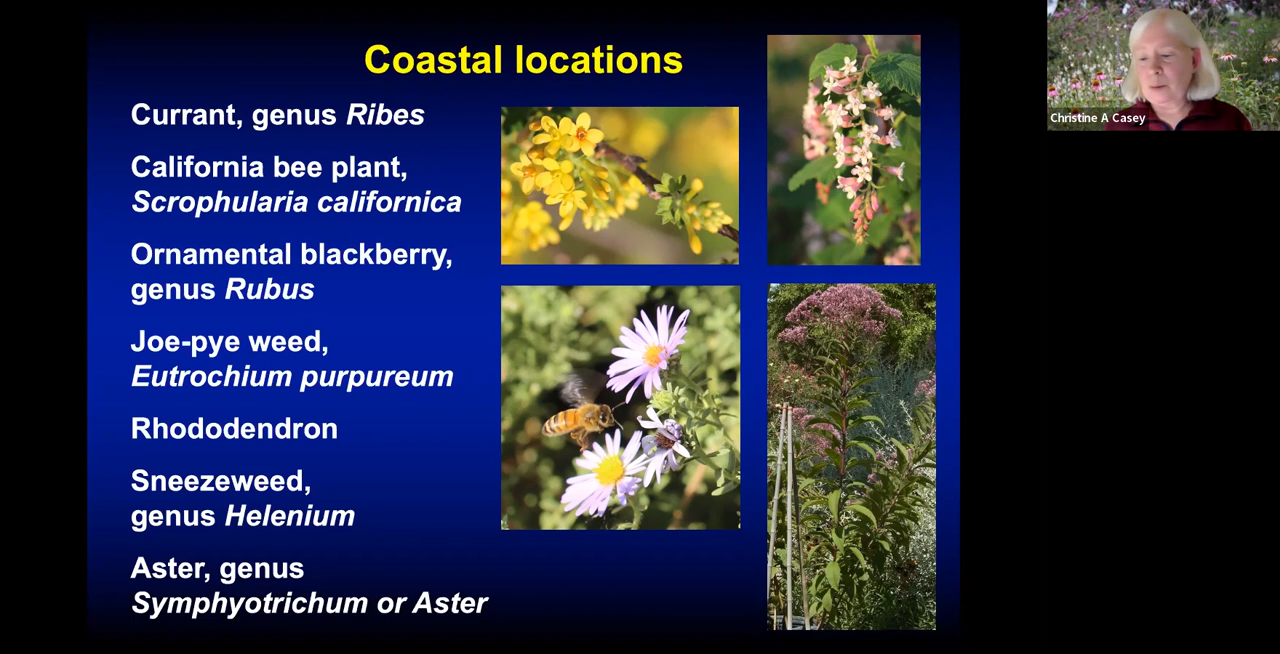 Coastal locations
Currant, genus Ribes
California bee plant,
Scrophularia californica
Ornamental blackberry,
genus Rubus
Joe-pye weed,
Eutrochium purpureum
Rhododendron
Sneezeweed,
genus Helenium
Aster, genus
Symphyotrichum or Aster
Christine A Casey